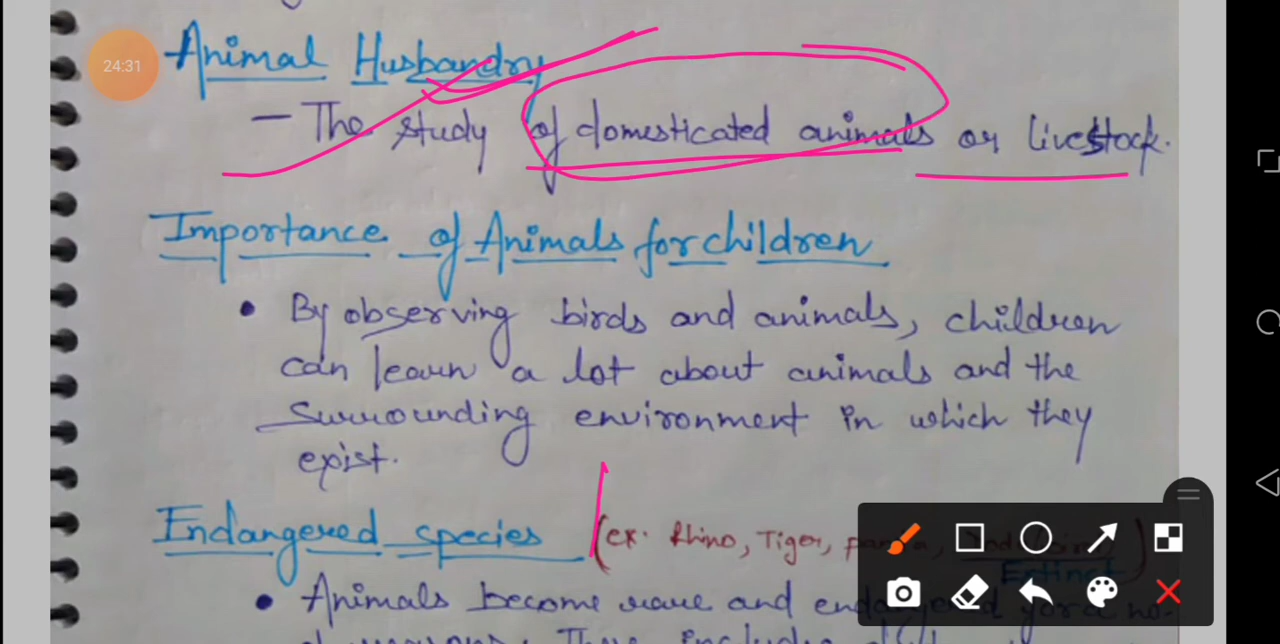 24:31
Animal Husbandry
— The study of domesticated animals or livestock.
Importance of Animals for children
• By observing birds and animals, children
can learn a lot about animals and the
surrounding environment in which they
exist.
Endangered species (ex. Rhino, Tiger,
Extinct
• Animals become rare and